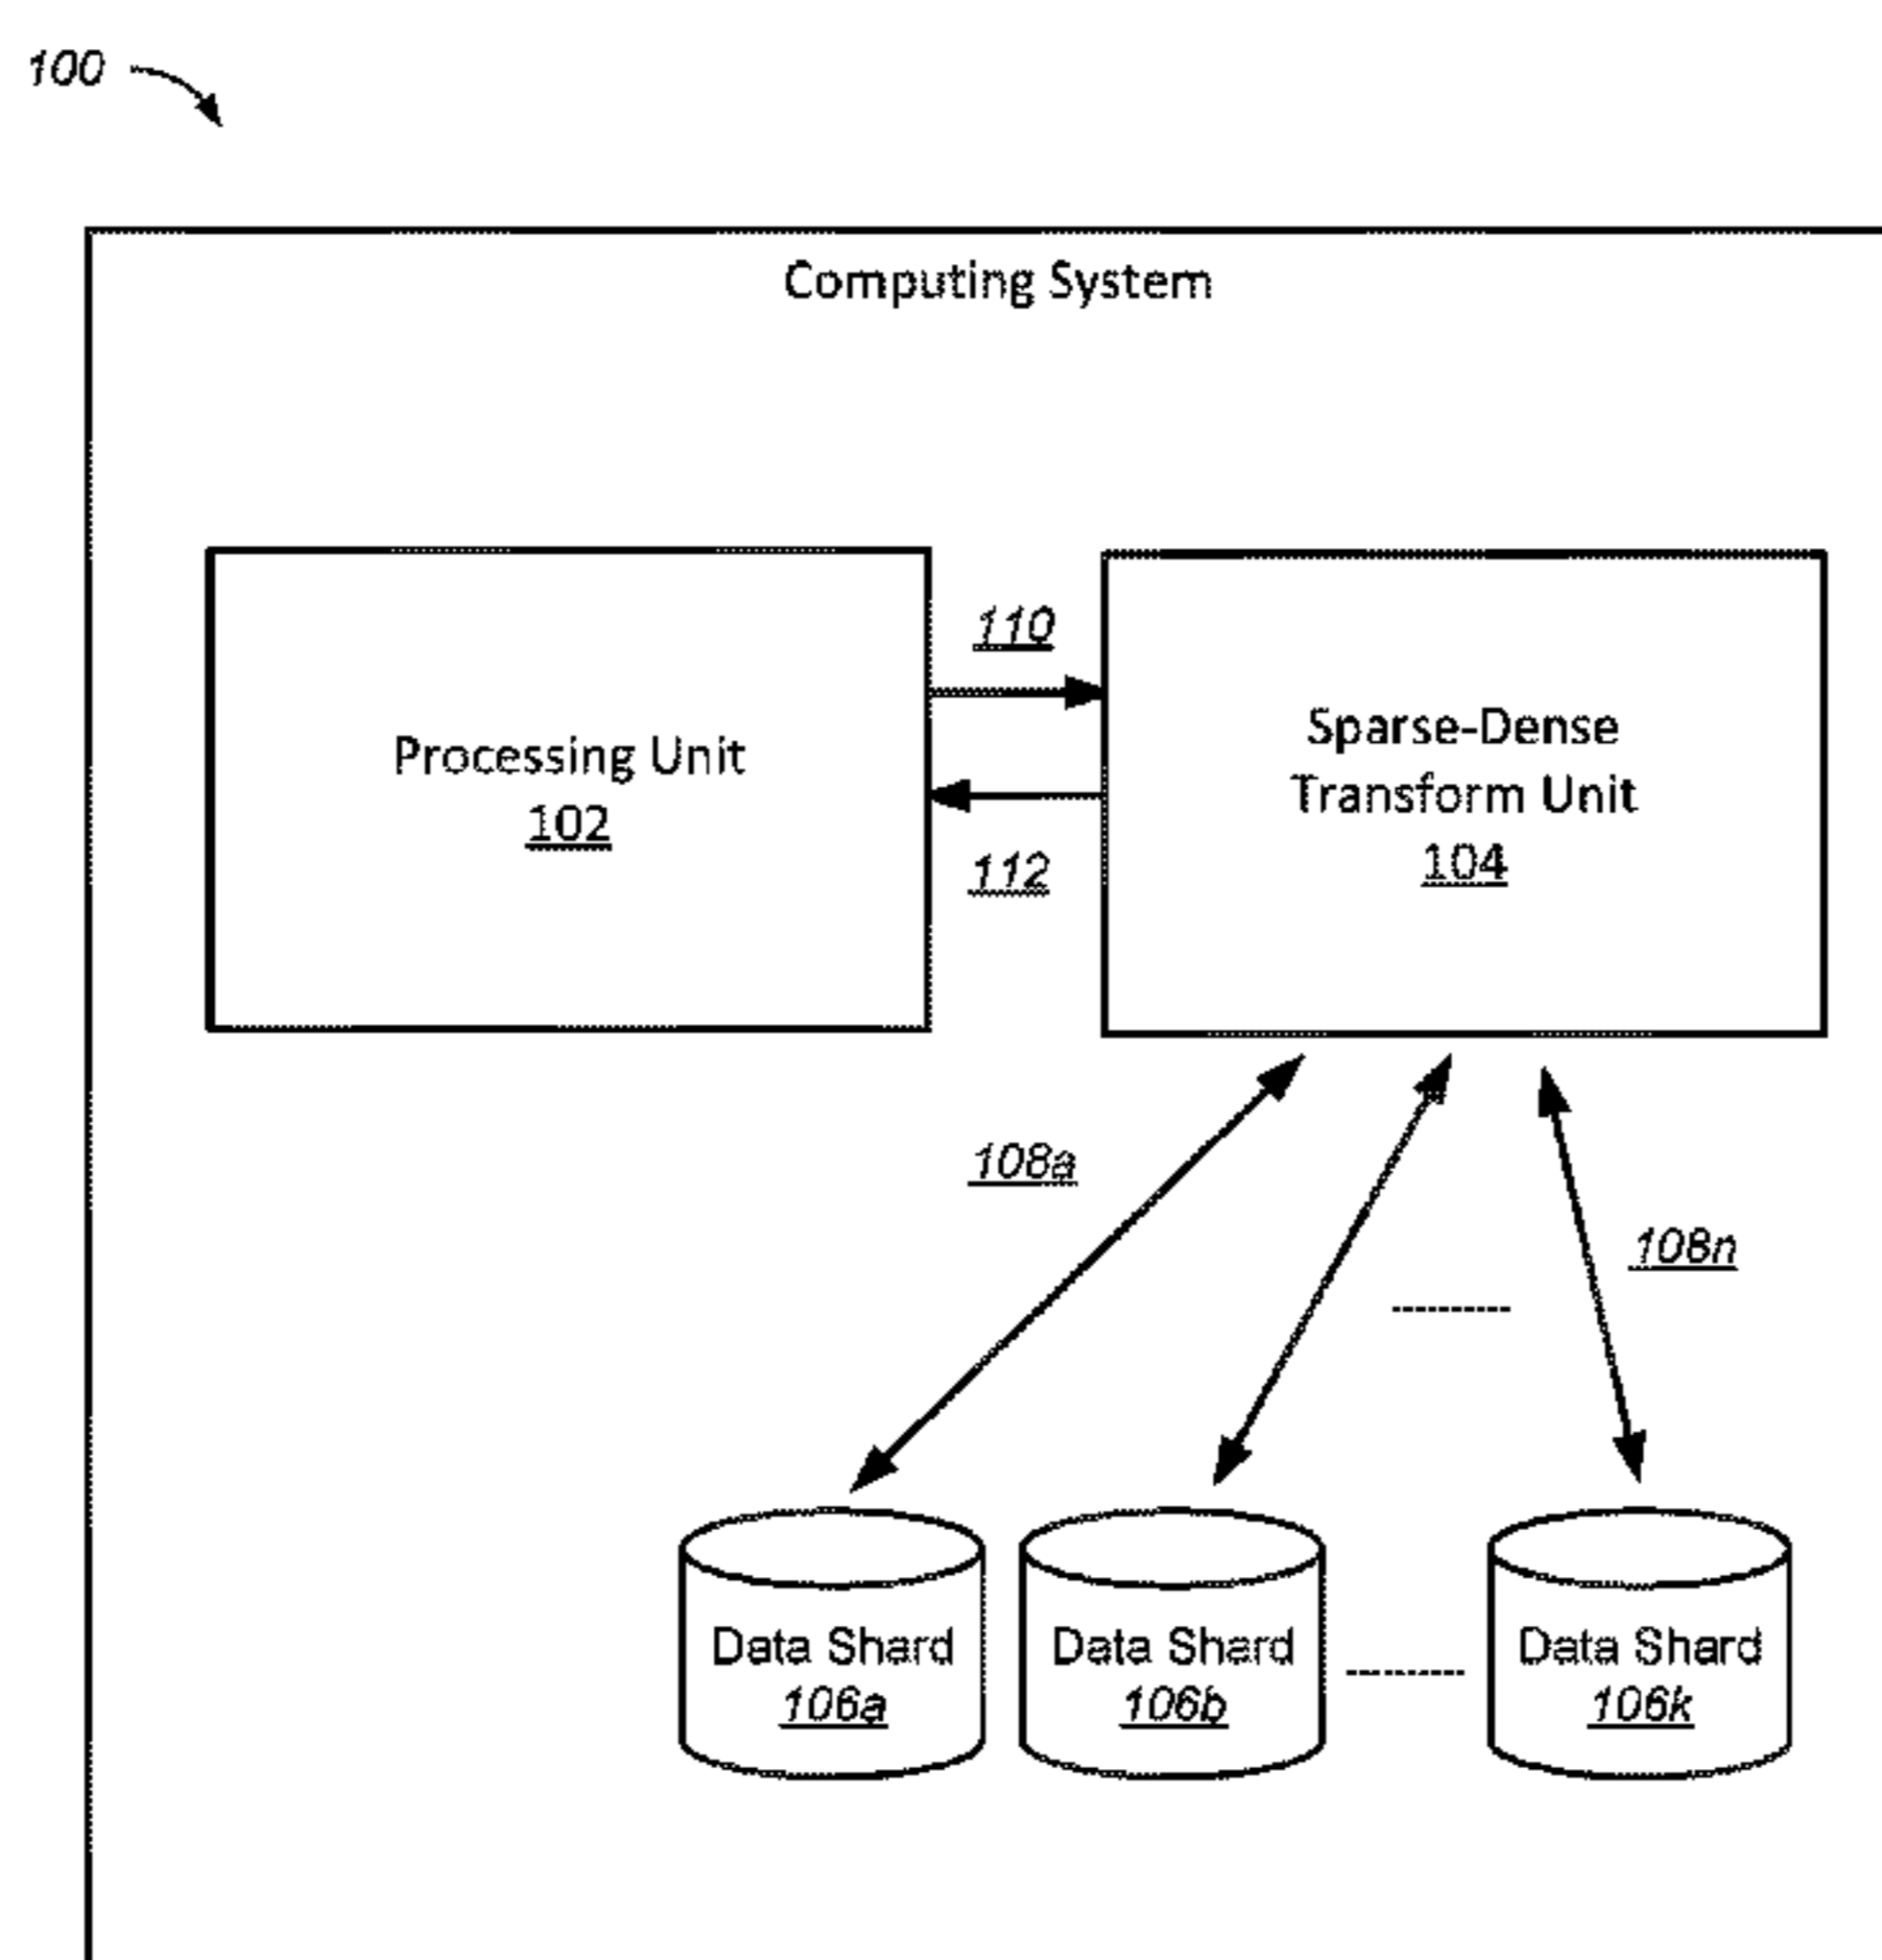 100
Computing System
110
Processing Unit
102
Sparse-Dense
Transform Unit
104
112
108a
108n
Data Shard
106a
Data Shard
106b
Data Shard
106k